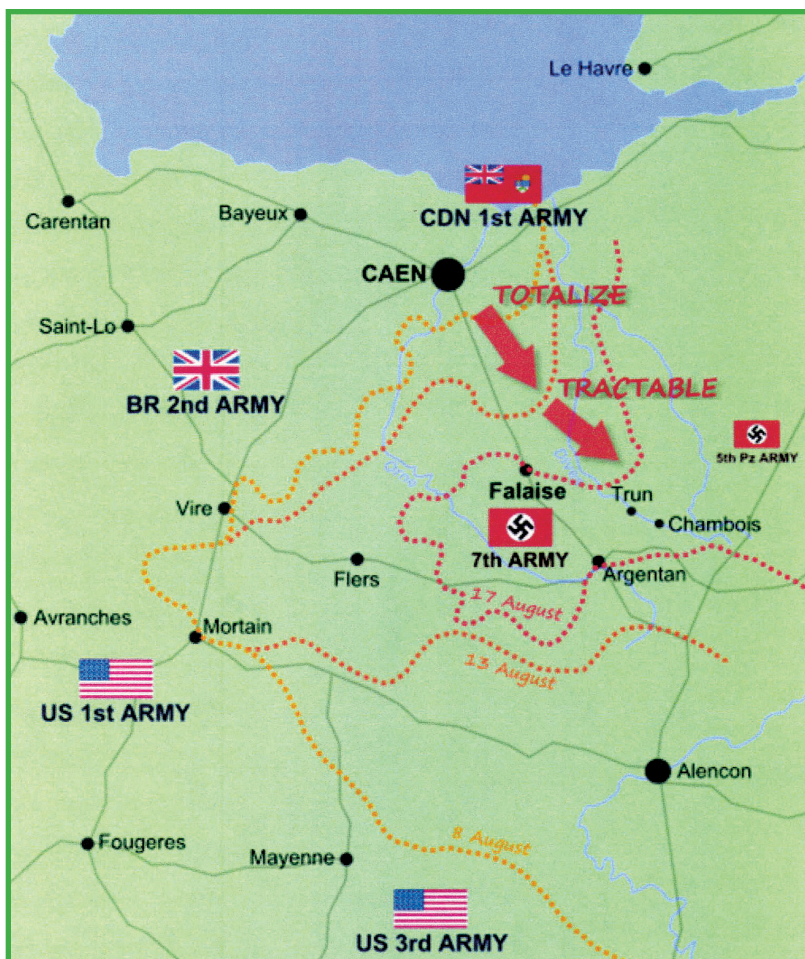 Le Havre
CDN 1st ARMY
Carentan
Bayeux
CAEN
TOTALIZE
Saint-Lo
BR 2nd ARMY
TRACTABLE
5th Pz ARMY
Falaise
Trun
Vire
Chambois
7th ARMY
Flers
Argentan
17 August
Avranches
Mortain
13 August
US 1st ARMY
Alencon
8 August
Fougeres
Mayenne
US 3rd ARMY